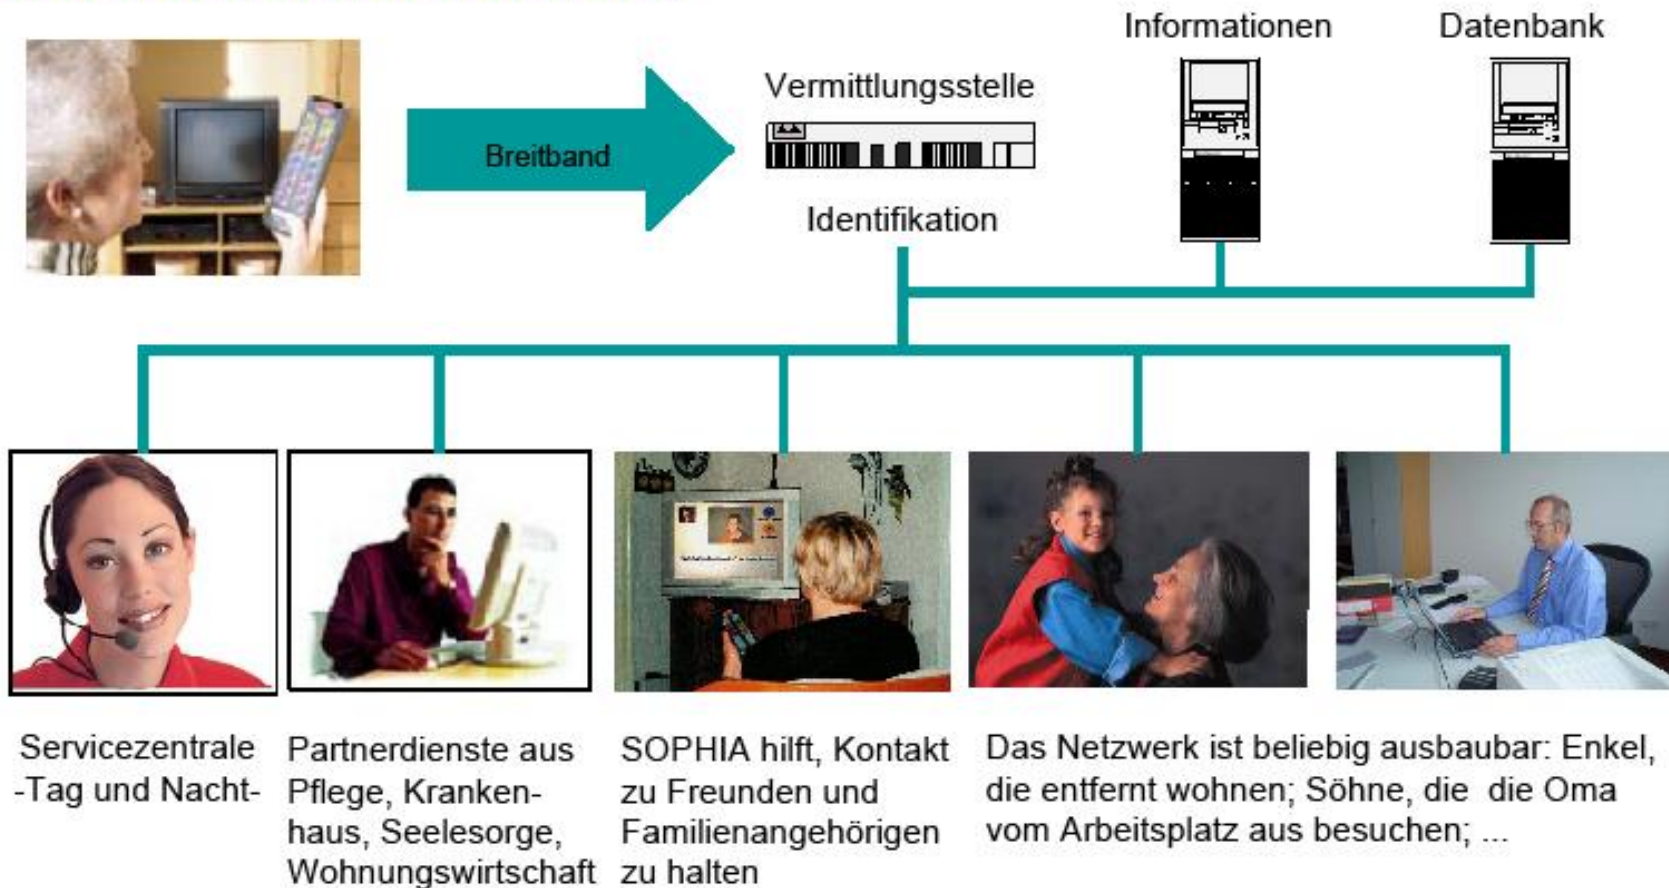 Informationen
Datenbank
Vermittlungsstelle
Breitband
Identifikation
Servicezentrale
-Tag und Nacht-
Partnerdienste aus
Pflege, Kranken-
haus, Seelesorge,
Wohnungswirtschaft
SOPHIA hilft, Kontakt
zu Freunden und
Familienangehörigen
zu halten
Das Netzwerk ist beliebig ausbaubar: Enkel,
die entfernt wohnen; Söhne, die die Oma
vom Arbeitsplatz aus besuchen; ...